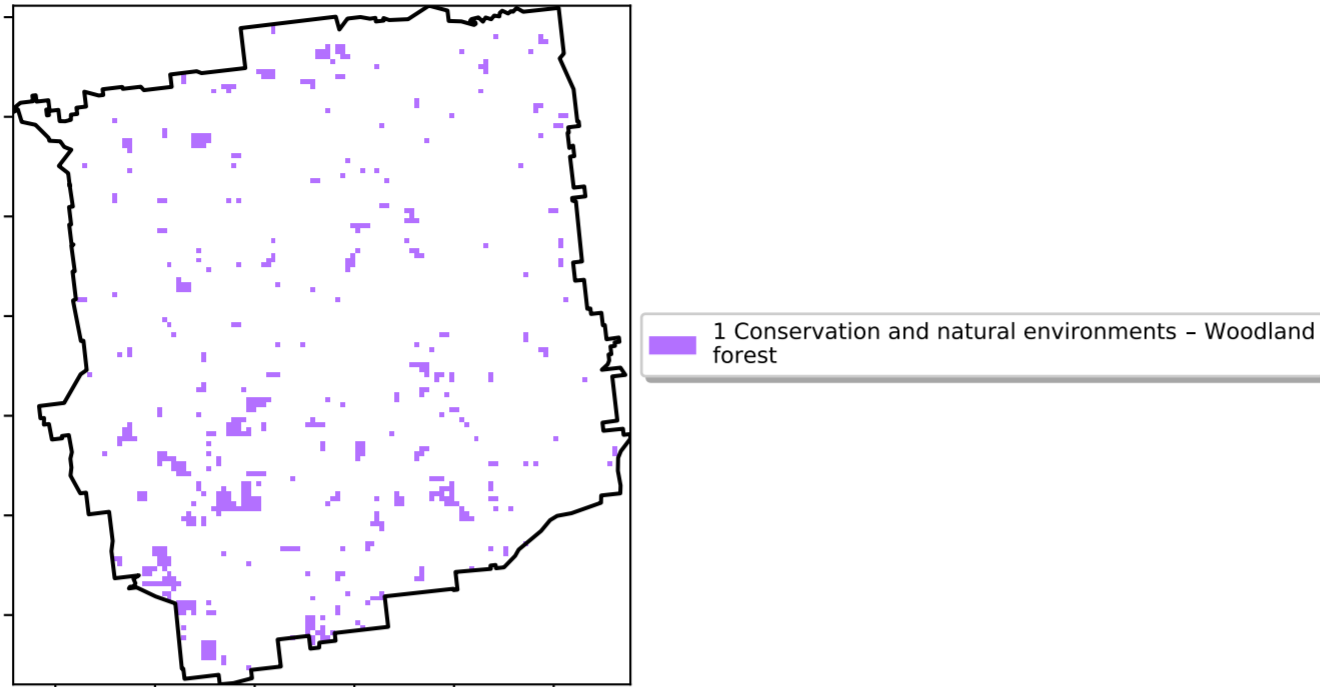 1 Conservation and natural environments – Woodland
forest